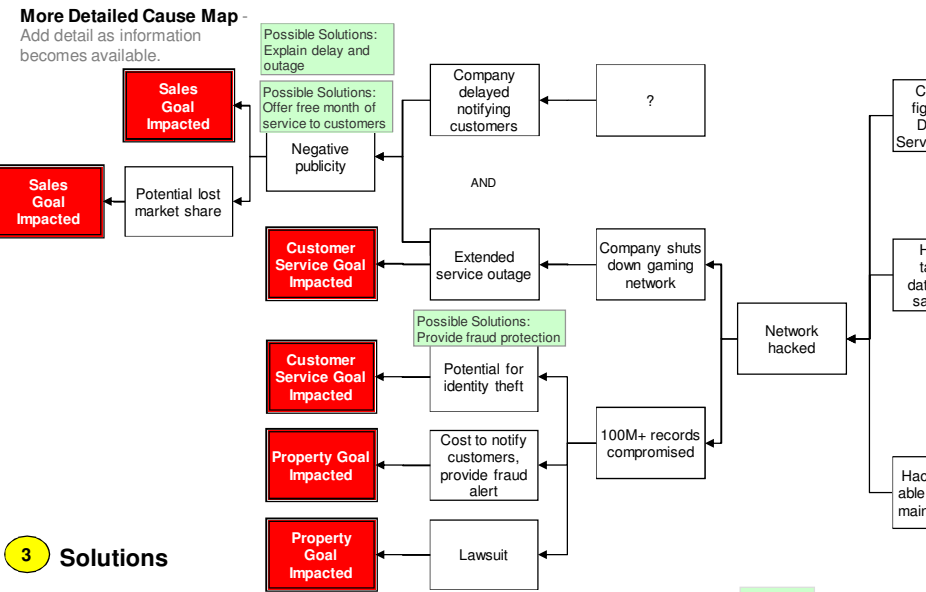 More Detailed Cause Map -
Add detail as information
becomes available.
Possible Solutions:
Explain delay and
outage
Possible Solutions:
Offer free month of
service to customers
Sales
Goal
Impacted
Negative
publicity
Company
delayed
notifying
customers
?
Sales
Goal
Impacted
Potential lost
market share
AND
Customer
Service Goal
Impacted
Extended
service outage
Company shuts
down gaming
network
Possible Solutions:
Provide fraud protection
Network
hacked
Customer
Service Goal
Impacted
Potential for
identity theft
100M+ records
compromised
Property Goal
Impacted
Cost to notify
customers,
provide fraud
alert
Property
Goal
Impacted
Lawsuit
able
3 Solutions